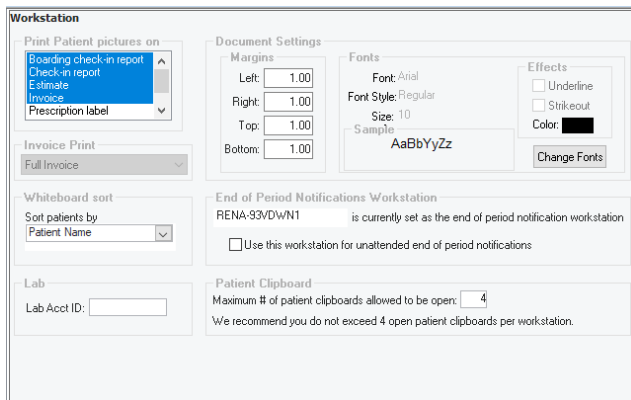 Workstation
Print Patient pictures on
Boarding check-in report
Check-in report
Estimate
Invoice
Prescription label
Invoice Print
Full Invoice
Whiteboard sort
Sort patients by
Patient Name
Lab
Lab Acct ID:
Document Settings
Margins
Left: 1.00
Right: 1.00
Top: 1.00
Bottom: 1.00
Fonts
Font: Arial
Font Style: Regular
Size: 10
Sample
AaBbYyZz
Effects
Underline
Strikeout
Color:
Change Fonts
End of Period Notifications Workstation
RENA-93VDWN1 is currently set as the end of period notification workstation
Use this workstation for unattended end of period notifications
Patient Clipboard
Maximum # of patient clipboards allowed to be open: 4
We recommend you do not exceed 4 open patient clipboards per workstation.